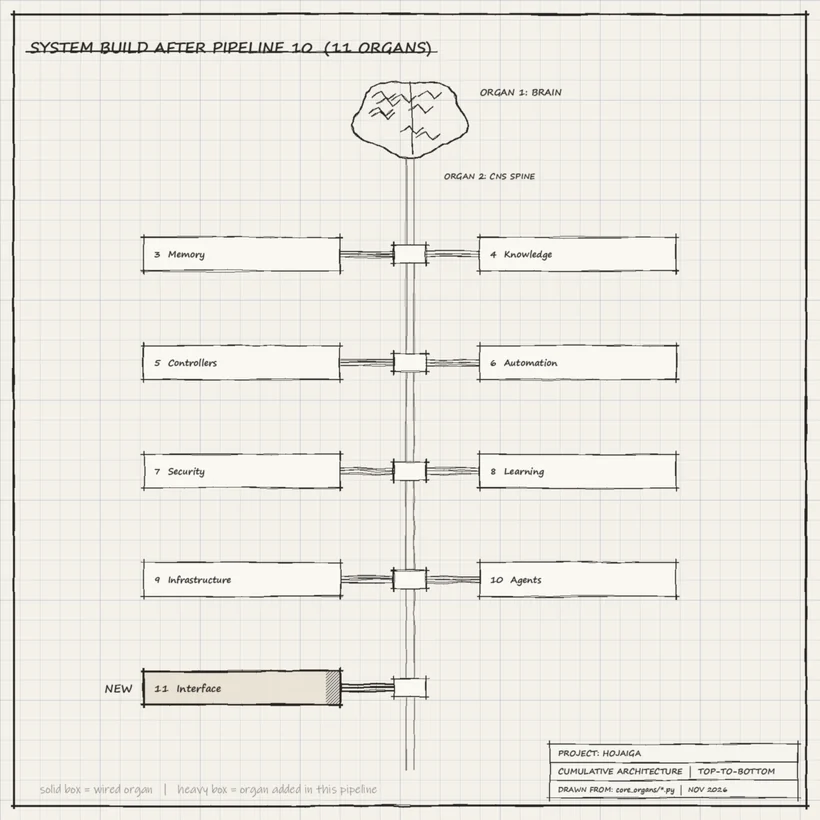 SYSTEM BUILD AFTER PIPELINE 10 (11 ORGANS)
ORGAN 1: BRAIN
ORGAN 2: CNS SPINE
3 Memory
4 Knowledge
5 Controllers
6 Automation
7 Security
8 Learning
9 Infrastructure
10 Agents
NEW
11 Interface
PROJECT: HOJAIGA
CUMULATIVE ARCHITECTURE | TOP-TO-BOTTOM
DRAWN FROM: core_organs/*.py | NOV 2026
solid box = wired organ | heavy box = organ added in this pipeline